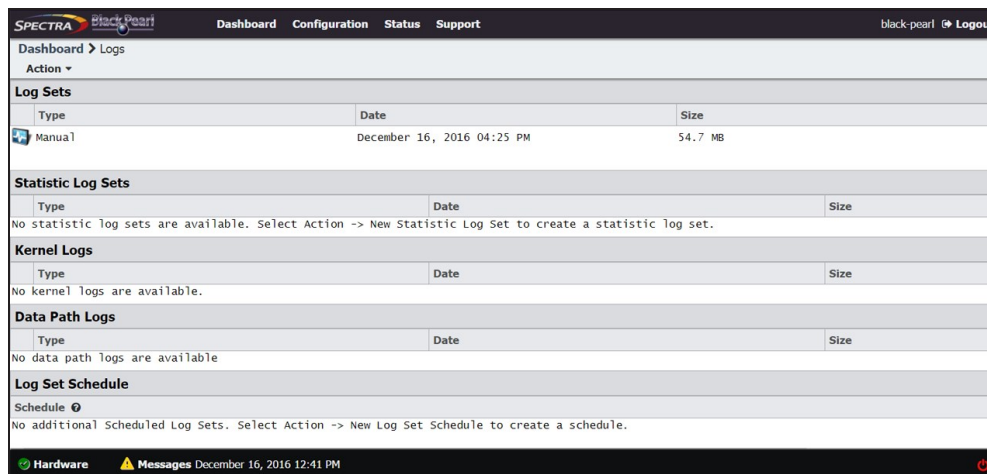 SPECTRA BlackPearl Dashboard Configuration Status Support black-pearl Logou
Dashboard > Logs
Action
Log Sets
Type Date Size
Manual December 16, 2016 04:25 PM 54.7 MB
Statistic Log Sets
Type Date Size
No statistic log sets are available. Select Action -> New Statistic Log Set to create a statistic log set.
Kernel Logs
Type Date Size
No kernel logs are available.
Data Path Logs
Type Date Size
No data path logs are available
Log Set Schedule
Schedule ?
No additional Scheduled Log Sets. Select Action -> New Log Set Schedule to create a schedule.
Hardware Messages December 16, 2016 12:41 PM